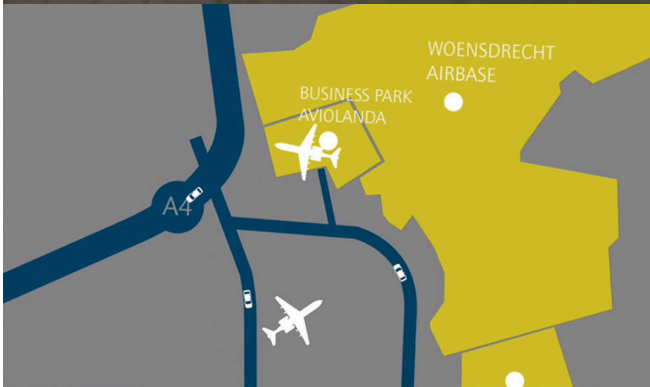 WOENSDRECHT
AIRBASE
BUSINESS PARK
AVIOLANDA
A4